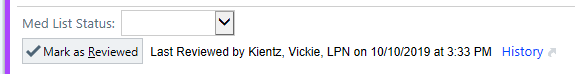 Med List Status:
Mark as Reviewed Last Reviewed by Kientz, Vickie, LPN on 10/10/2019 at 3:33 PM History